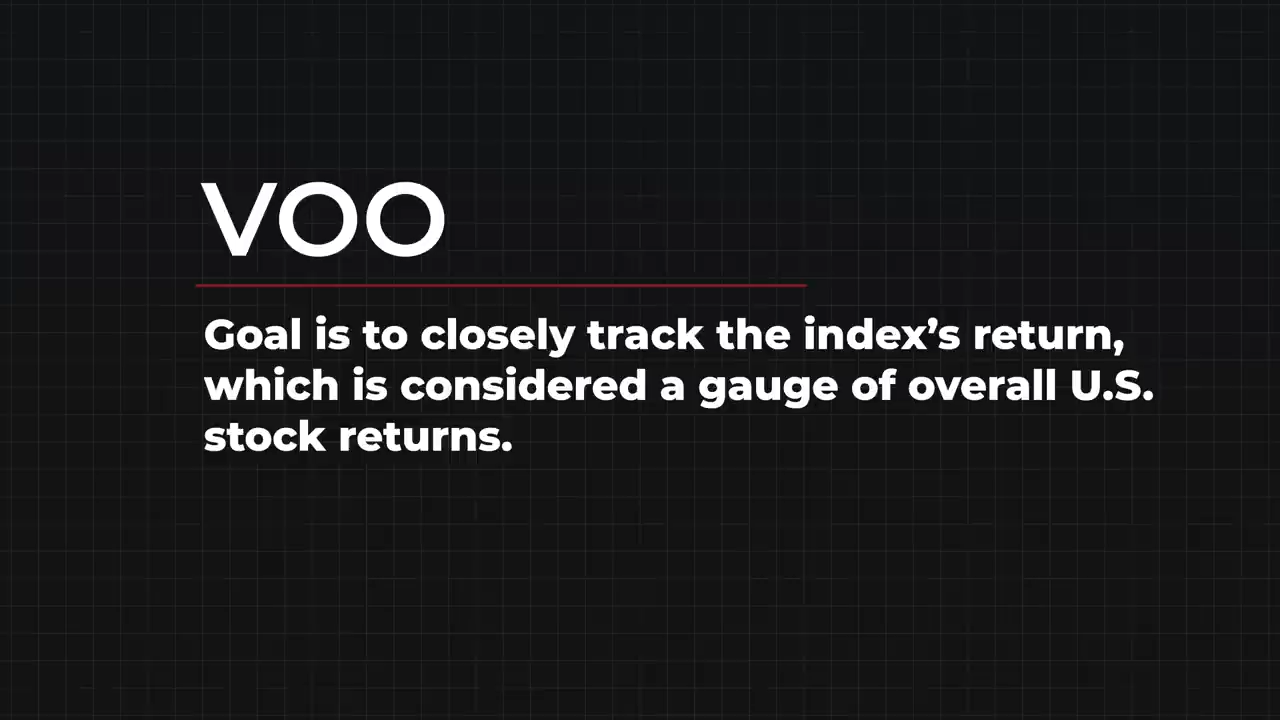 VOO
Goal is to closely track the index’s return,
which is considered a gauge of overall U.S.
stock returns.